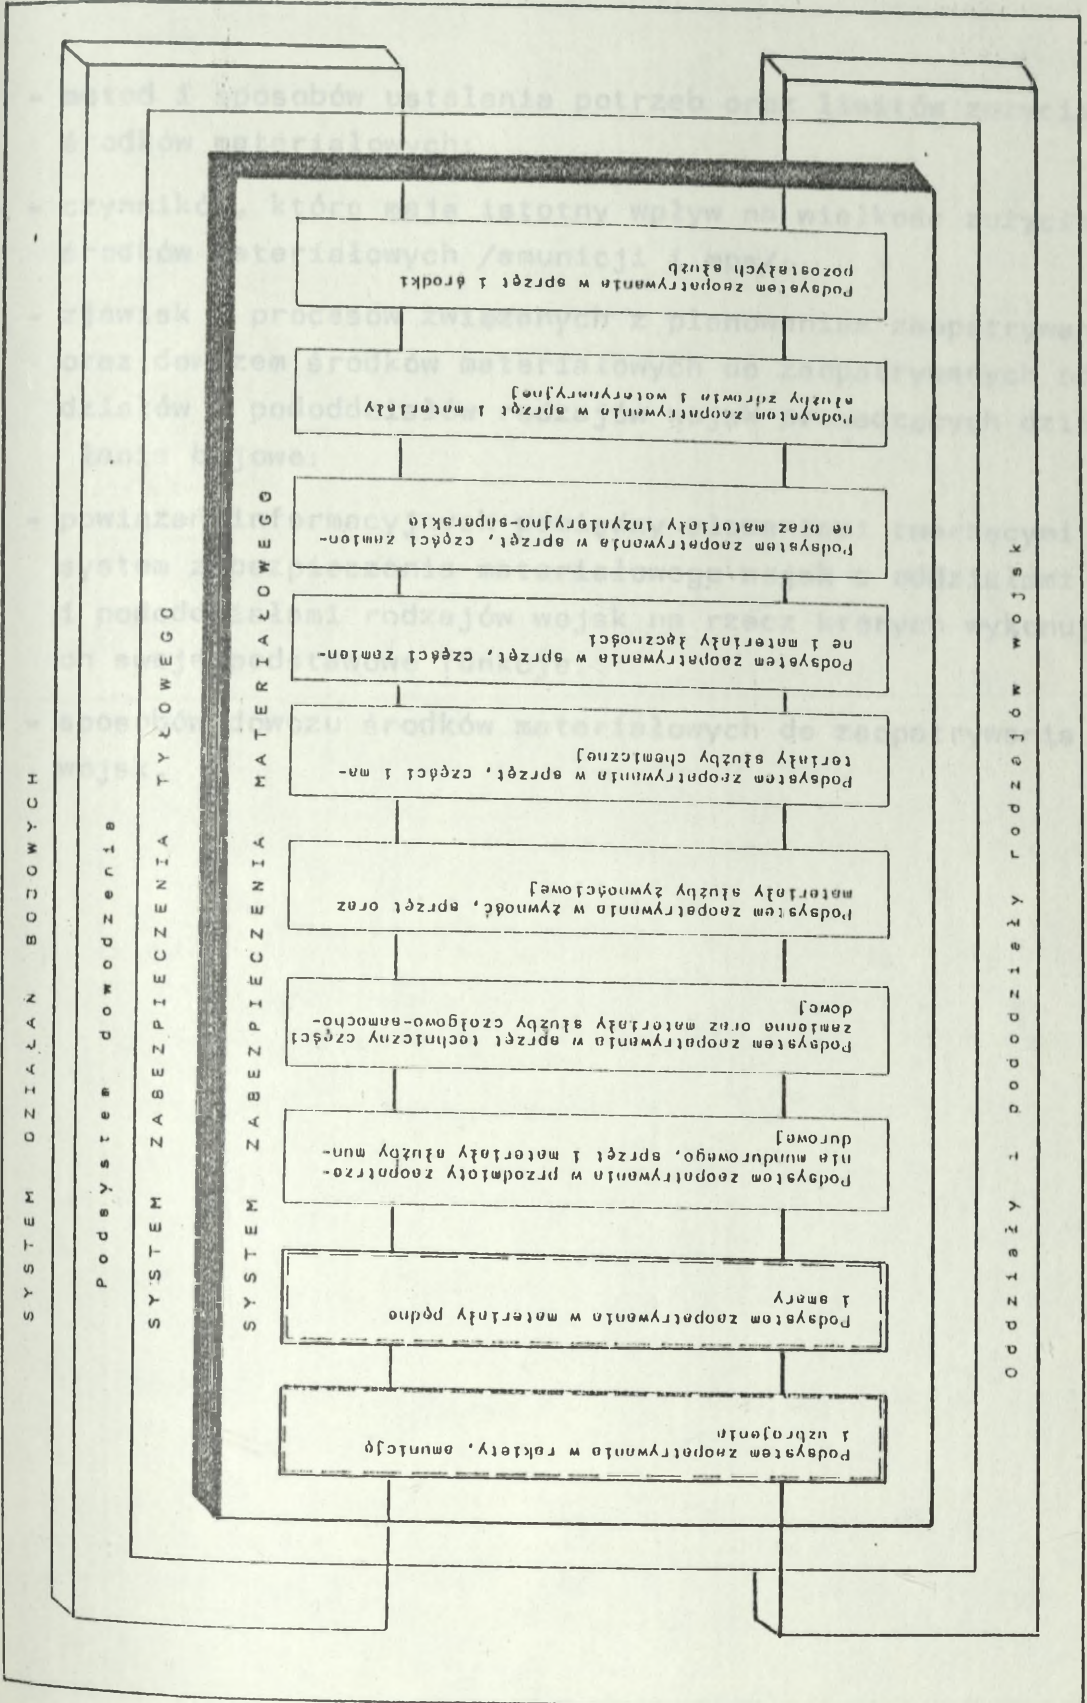 SYSTEM DZIAŁAŃ BOJOWYCH
Podsystem dowodzenia
SYSTEM ZABEZPIECZENIA TYŁOWEGO
SYSTEM ZABEZPIECZENIA MATERIAŁOWEGO
Podsystem zaopatrywania w rakiety, amunicję
i uzbrojenie
Podsystem zaopatrywania w materiały pędne
i smary
Podsystem zaopatrywania w przedmioty zaopatrze-
nia mundurowego, sprzęt i materiały służby mun-
durowej
Podsystem zaopatrywania w sprzęt techniczny części
zamienne oraz materiały służby czołgowo-samocho-
dowej
Podsystem zaopatrywania w żywność, sprzęt oraz
materiały służby żywnościowej
Podsystem zaopatrywania w sprzęt, części i ma-
teriały służby chemicznej
Podsystem zaopatrywania w sprzęt, części zamien-
ne i materiały łączności
Podsystem zaopatrywania w sprzęt, części zamien-
ne oraz materiały inżynieryjno-saperskie
Podsystem zaopatrywania w sprzęt i materiały
służby zdrowia i weterynaryjnej
Podsystem zaopatrywania w sprzęt i środki
pozostałych służb
Oddziały i pododdziały rodzajów wojsk